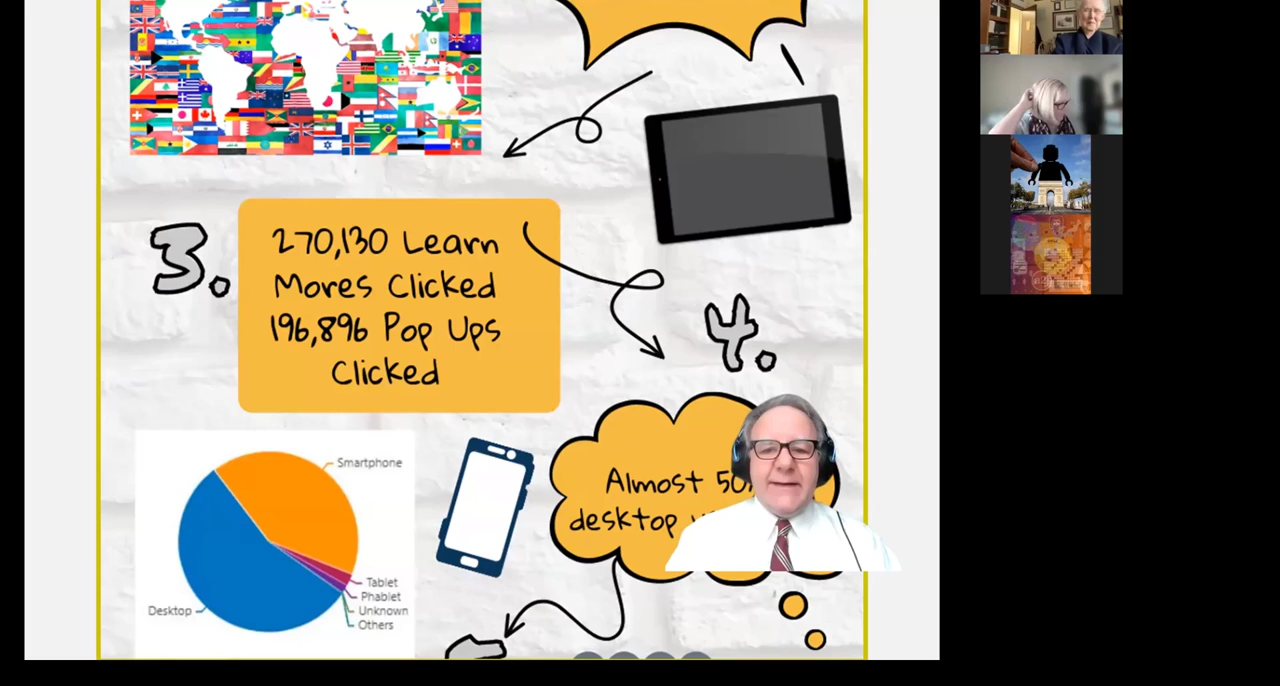 3.
270,130 Learn
Mores Clicked
196,896 Pop Ups
Clicked
4.
Almost
desktop
Smartphone
Tablet
Phablet
Unknown
Others
Desktop